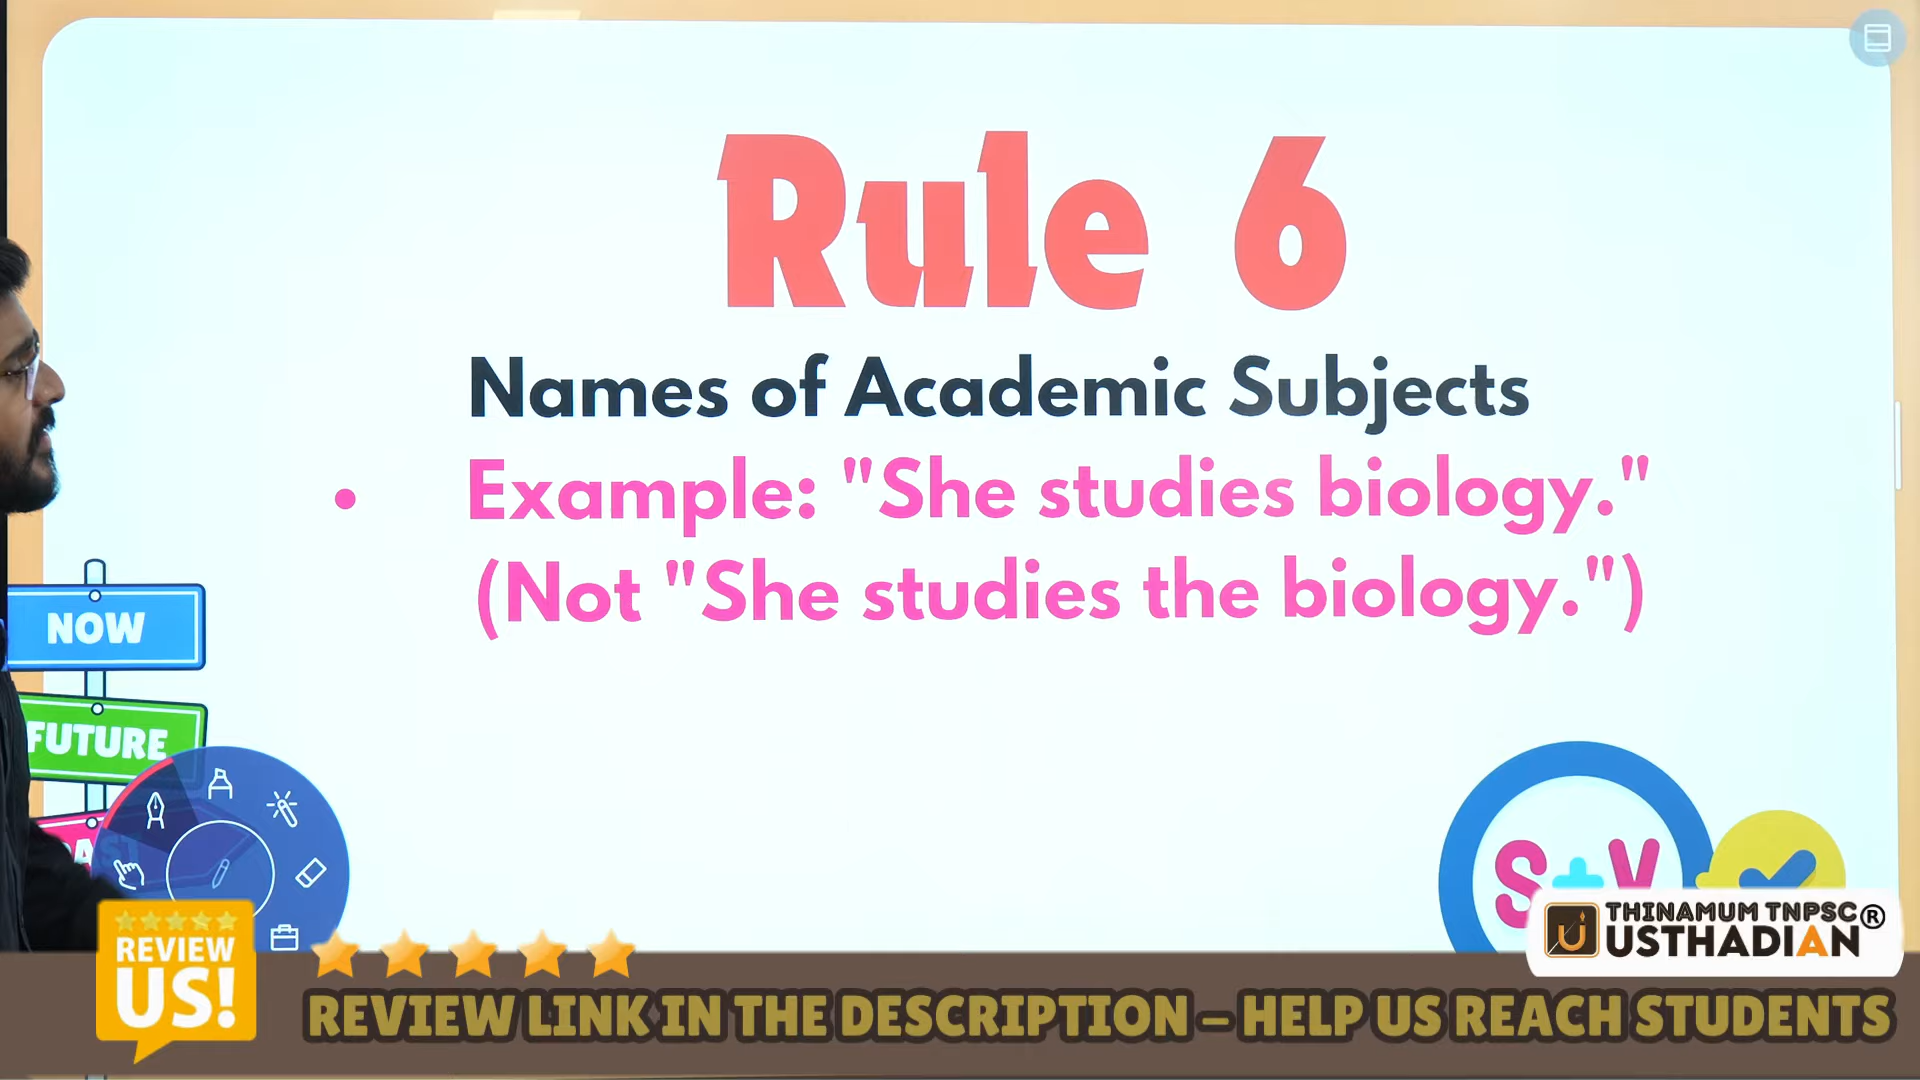 Rule 6
Names of Academic Subjects
• Example: "She studies biology."
(Not "She studies the biology.")
NOW
FUTURE
PAST
S+V
REVIEW
US!
THINAMUM TNPSC®
USTHADIAN
REVIEW LINK IN THE DESCRIPTION – HELP US REACH STUDENTS